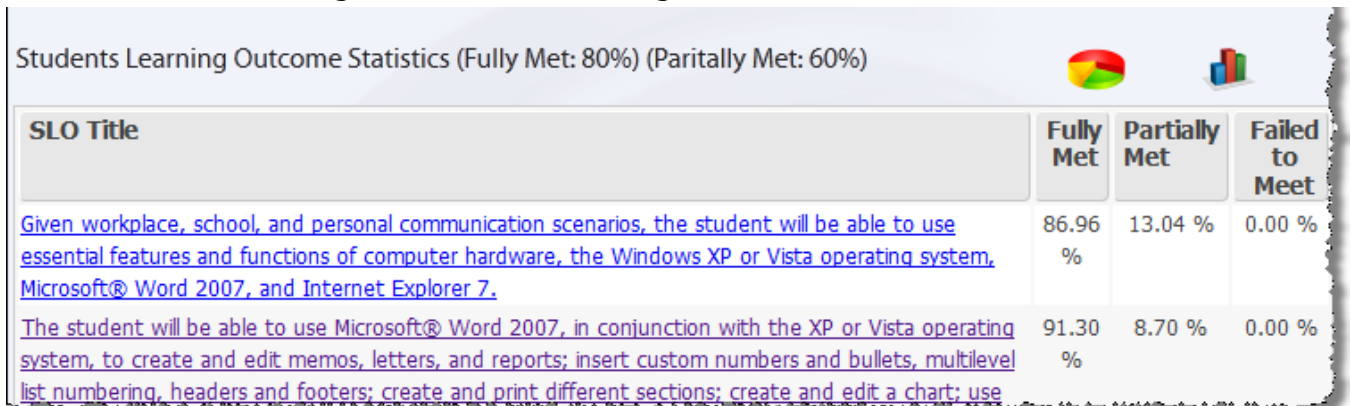 Students Learning Outcome Statistics (Fully Met: 80%) (Paritally Met: 60%)
SLO Title
Fully Met
Partially Met
Failed to Meet
Given workplace, school, and personal communication scenarios, the student will be able to use
essential features and functions of computer hardware, the Windows XP or Vista operating system,
Microsoft® Word 2007, and Internet Explorer 7.
86.96 %
13.04 %
0.00 %
The student will be able to use Microsoft® Word 2007, in conjunction with the XP or Vista operating
system, to create and edit memos, letters, and reports; insert custom numbers and bullets, multilevel
list numbering, headers and footers; create and print different sections; create and edit a chart; use
91.30 %
8.70 %
0.00 %